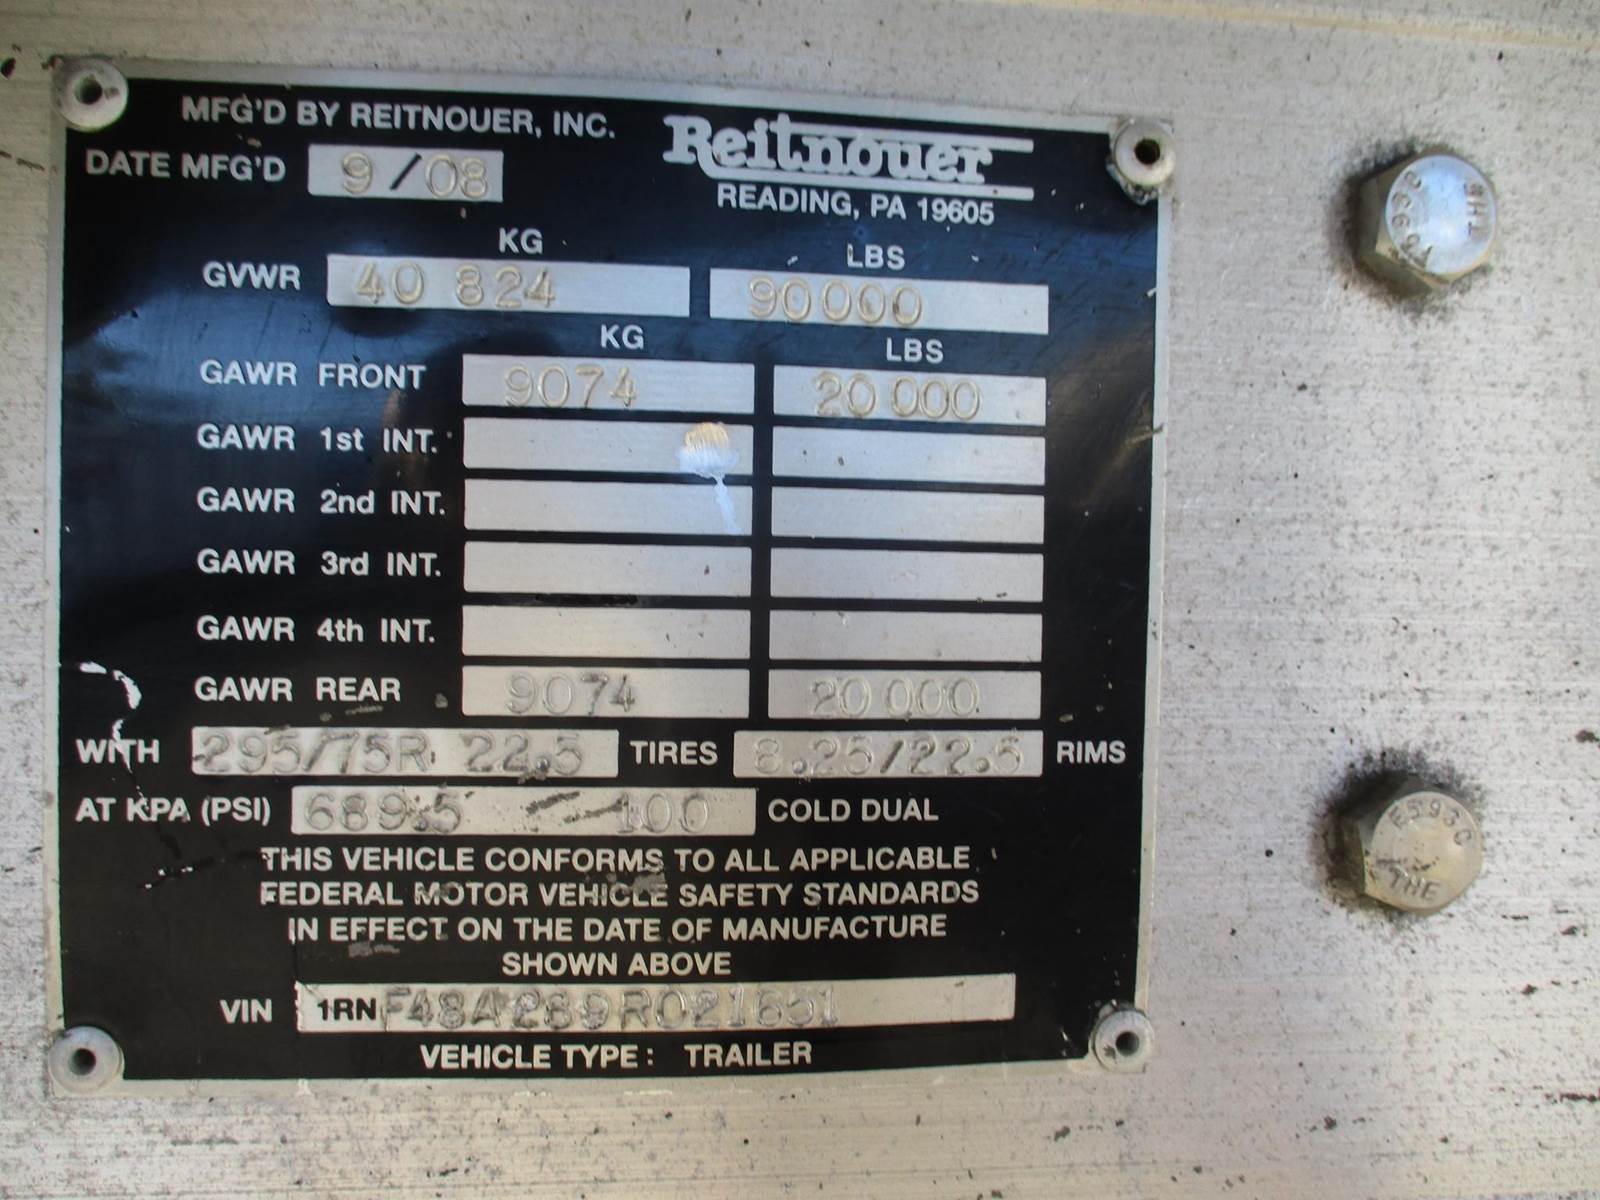 MFG'D BY REITNOUER, INC.
Reitnouer
DATE MFG'D 9/08
READING, PA 19605
KG LBS
GVWR 40 824 90000
KG LBS
GAWR FRONT 9074 20 000
GAWR 1st INT.
GAWR 2nd INT.
GAWR 3rd INT.
GAWR 4th INT.
GAWR REAR 9074 20 000
WITH 295/75R 22.5 TIRES 8.25/22.5 RIMS
AT KPA (PSI) 689.5 100 COLD DUAL
THIS VEHICLE CONFORMS TO ALL APPLICABLE
FEDERAL MOTOR VEHICLE SAFETY STANDARDS
IN EFFECT ON THE DATE OF MANUFACTURE
SHOWN ABOVE
VIN 1RNF48A289R021651
VEHICLE TYPE: TRAILER
THE